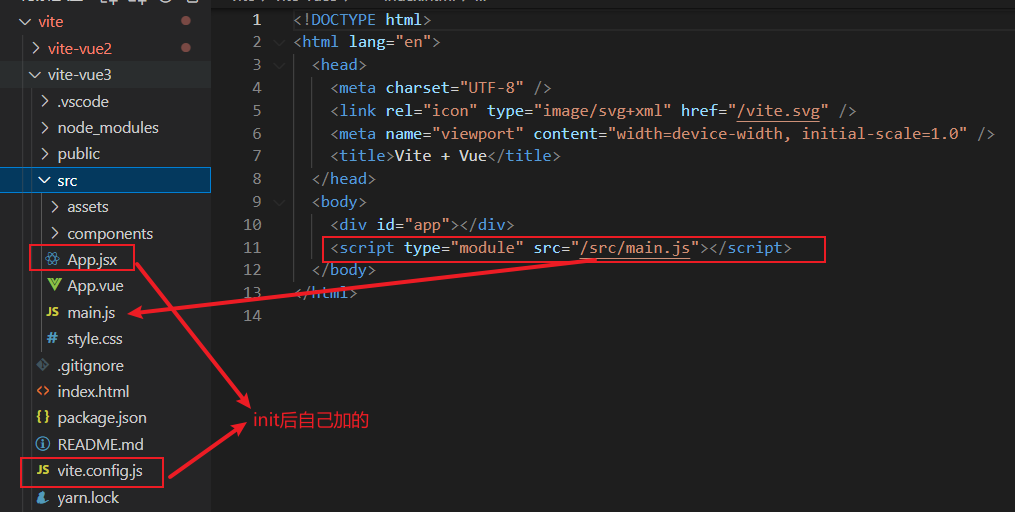 vite
vite-vue2
vite-vue3
.vscode
node_modules
public
src
assets
components
App.jsx
App.vue
JS main.js
# style.css
.gitignore
<> index.html
{} package.json
README.md
JS vite.config.js
yarn.lock
1 <!DOCTYPE html>
2 <html lang="en">
3 <head>
4 <meta charset="UTF-8" />
5 <link rel="icon" type="image/svg+xml" href="/vite.svg" />
6 <meta name="viewport" content="width=device-width, initial-scale=1.0" />
7 <title>Vite + Vue</title>
8 </head>
9 <body>
10 <div id="app"></div>
11 <script type="module" src="/src/main.js"></script>
12 </body>
13 </html>
14
init后自己加的